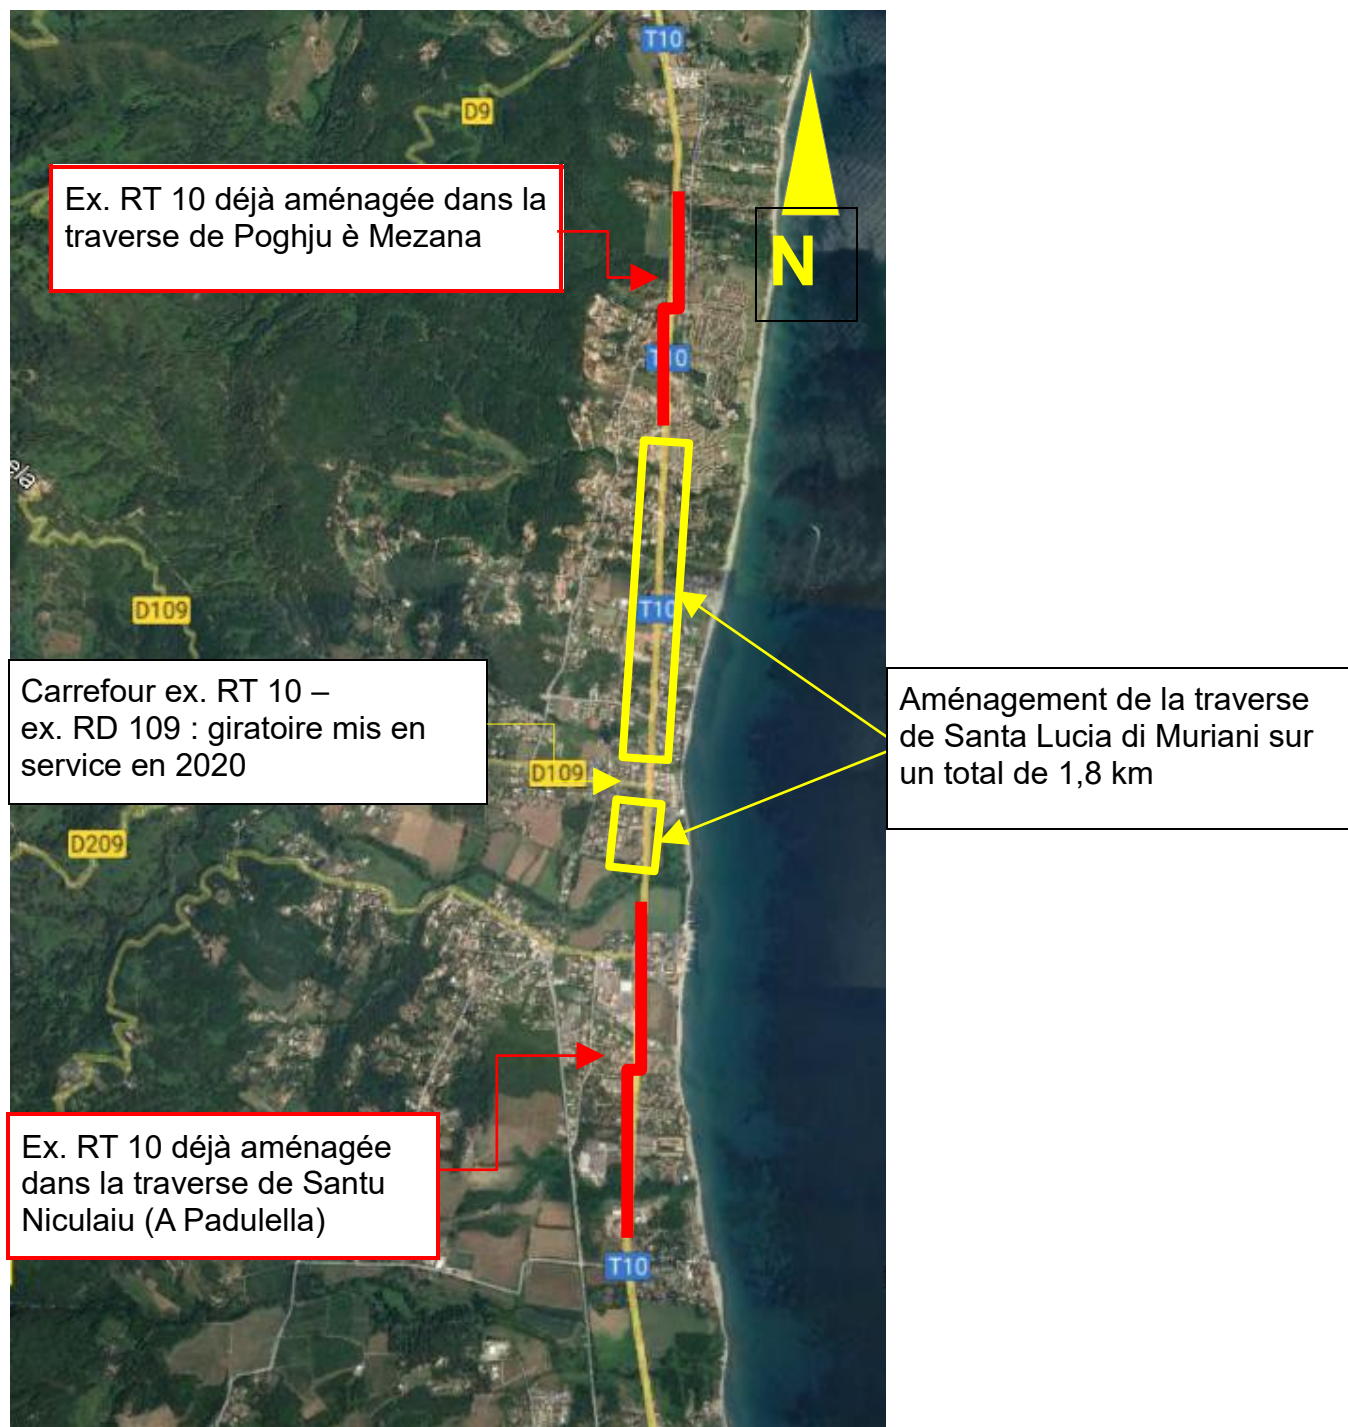 T10
D9
Ex. RT 10 déjà aménagée dans la
traverse de Poghju è Mezana
N
T10
ela
D109
T10
Carrefour ex. RT 10 –
ex. RD 109 : giratoire mis en
service en 2020
Aménagement de la traverse
de Santa Lucia di Muriani sur
un total de 1,8 km
D109
D209
Ex. RT 10 déjà aménagée
dans la traverse de Santu
Niculaiu (A Padulella)
T10